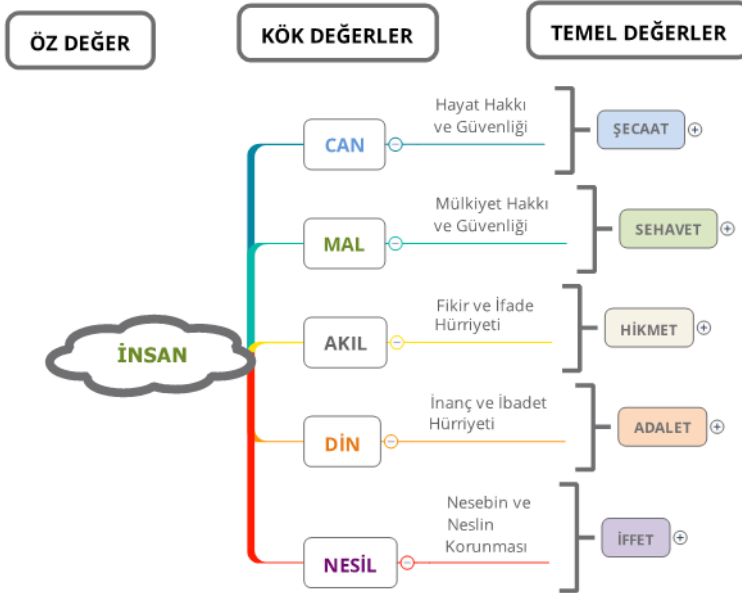 ÖZ DEĞER
KÖK DEĞERLER
TEMEL DEĞERLER
İNSAN
CAN
Hayat Hakkı
ve Güvenliği
ŞECAAT
MAL
Mülkiyet Hakkı
ve Güvenliği
SEHAVET
AKIL
Fikir ve İfade
Hürriyeti
HİKMET
DİN
İnanç ve İbadet
Hürriyeti
ADALET
NESİL
Nesebin ve
Neslin
Korunması
İFFET